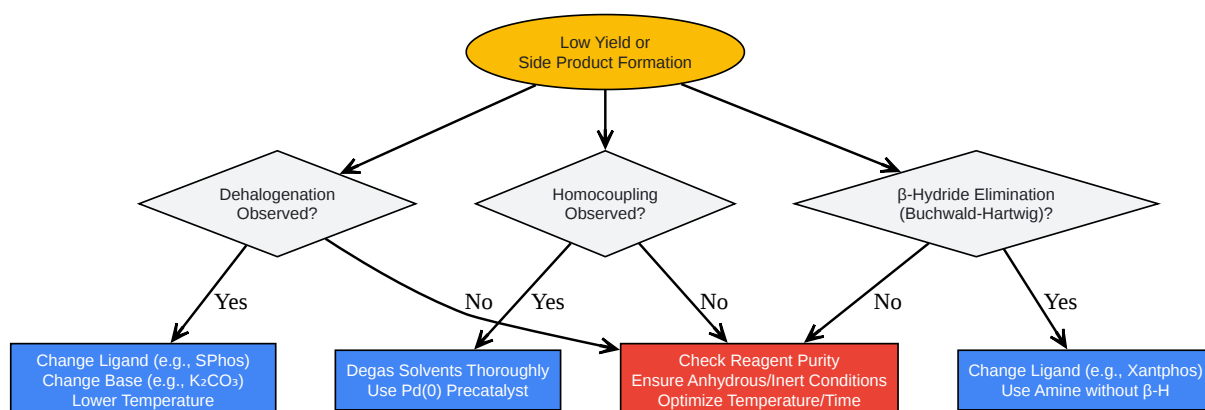 Low Yield or
Side Product Formation
Dehalogenation
Observed?
Homocoupling
Observed?
β-Hydride Elimination
(Buchwald-Hartwig)?
Yes
No
Yes
No
No
Yes
Change Ligand (e.g., SPhos)
Change Base (e.g., K₂CO₃)
Lower Temperature
Degas Solvents Thoroughly
Use Pd(0) Precatalyst
Check Reagent Purity
Ensure Anhydrous/Inert Conditions
Optimize Temperature/Time
Change Ligand (e.g., Xantphos)
Use Amine without β-H